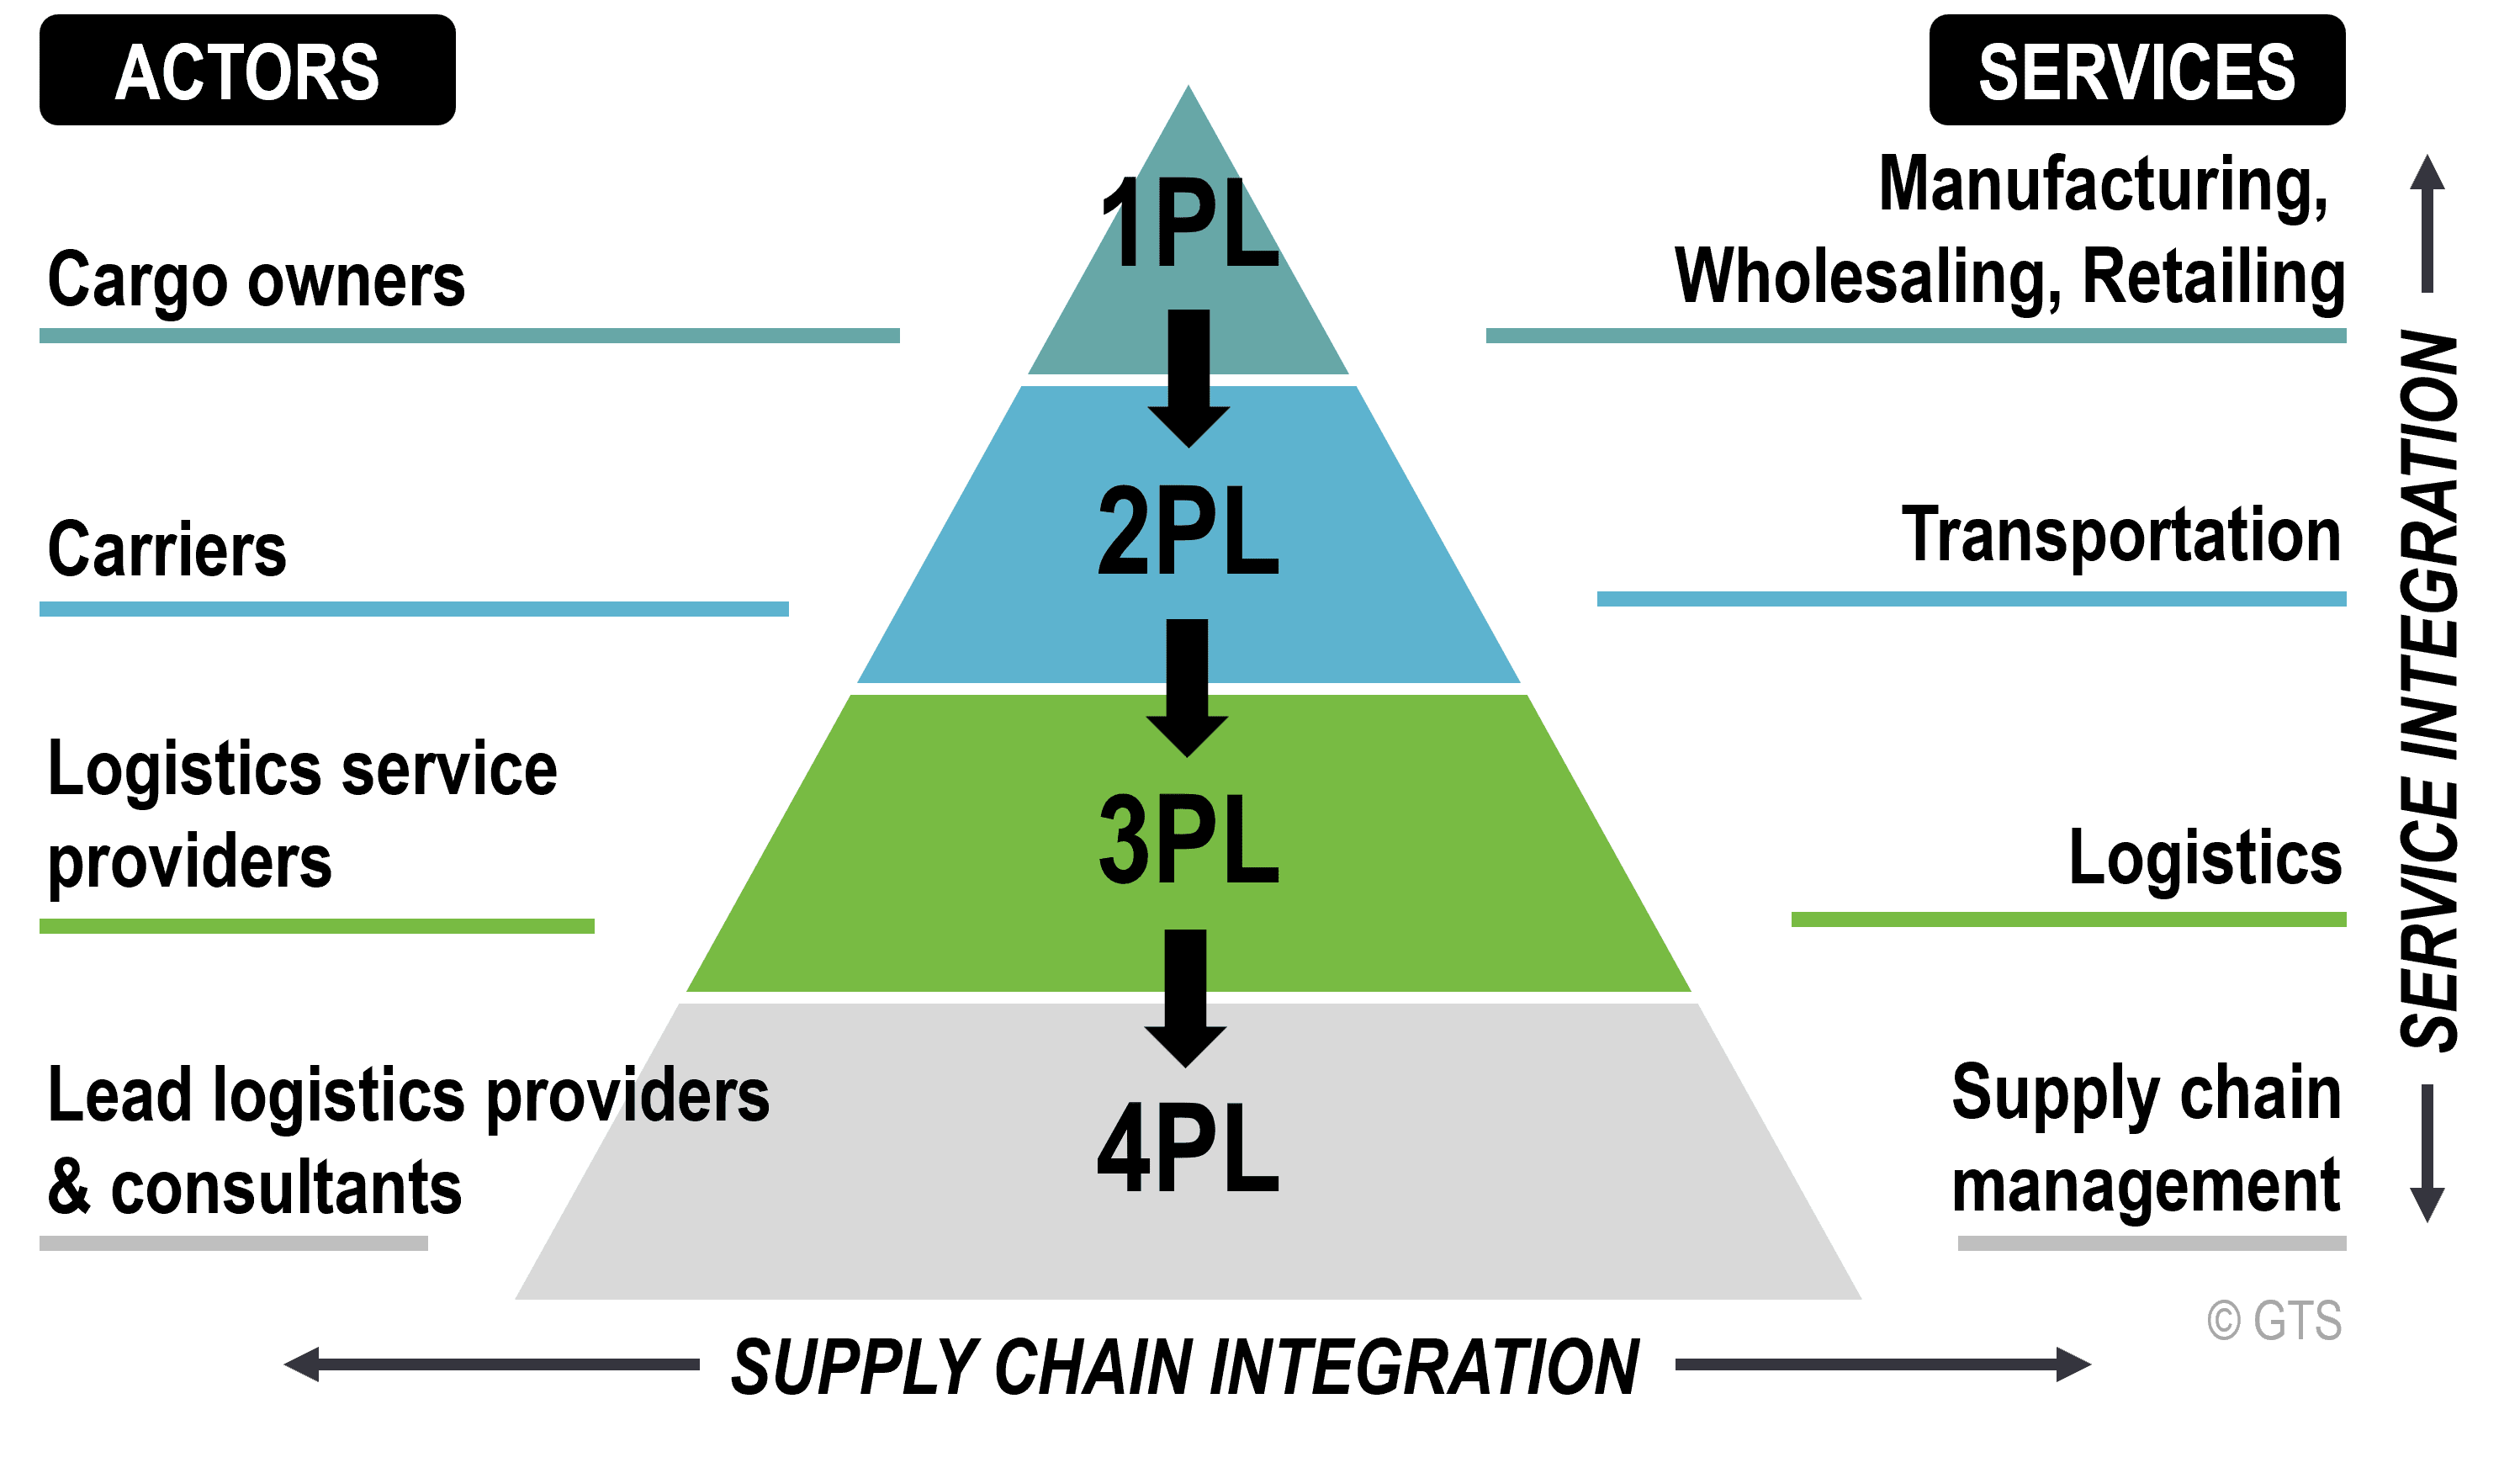 ACTORS
SERVICES
1PL
Cargo owners
Manufacturing,
Wholesaling, Retailing
2PL
Carriers
Transportation
3PL
Logistics service
providers
Logistics
4PL
Lead logistics providers
& consultants
Supply chain
management
SERVICE INTEGRATION
© GTS
SUPPLY CHAIN INTEGRATION